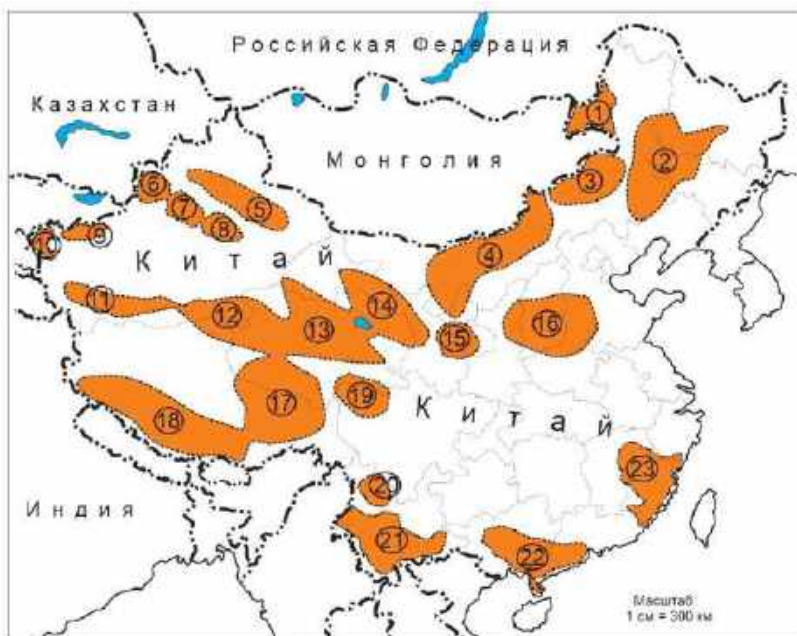 Российская Федерация
Казахстан
1
Монголия
2
3
6
5
7
8
4
10
9
Китай
11
12
14
13
16
15
17
18
19
Китай
23
20
Индия
21
22
Масштаб
1 см = 300 км